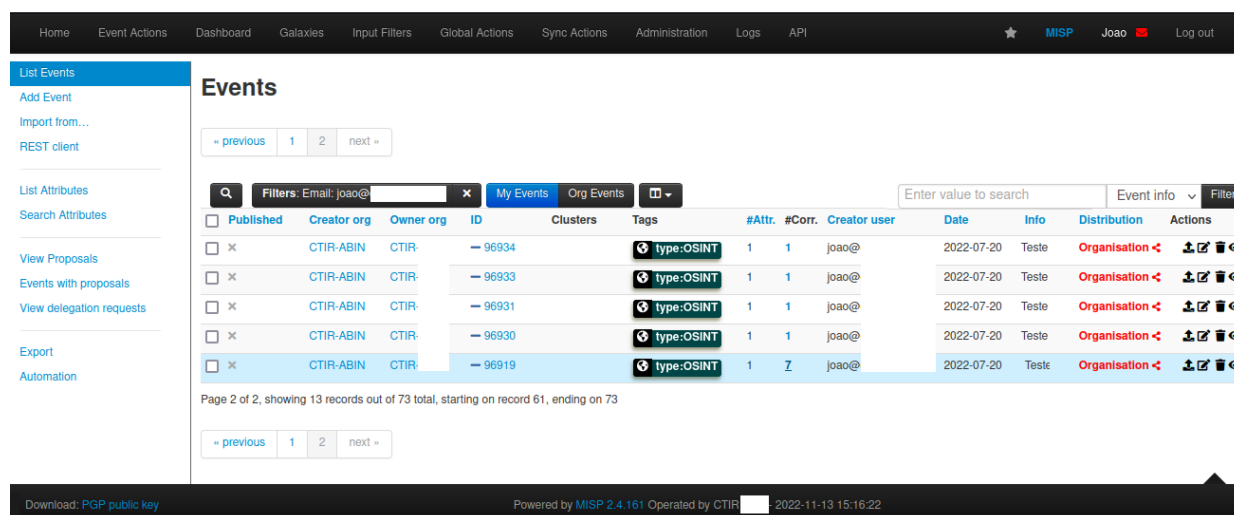 Home Event Actions Dashboard Galaxies Input Filters Global Actions Sync Actions Administration Logs API MISP Joao Log out
List Events
Add Event
Import from…
REST client
List Attributes
Search Attributes
View Proposals
Events with proposals
View delegation requests
Export
Automation
Events
« previous 1 2 next »
Filters: Email: joao@ × My Events Org Events Enter value to search Event info Filter
Published Creator org Owner org ID Clusters Tags #Attr. #Corr. Creator user Date Info Distribution Actions
× CTIR-ABIN CTIR- 96934 type:OSINT 1 1 joao@ 2022-07-20 Teste Organisation
× CTIR-ABIN CTIR- 96933 type:OSINT 1 1 joao@ 2022-07-20 Teste Organisation
× CTIR-ABIN CTIR- 96931 type:OSINT 1 1 joao@ 2022-07-20 Teste Organisation
× CTIR-ABIN CTIR- 96930 type:OSINT 1 1 joao@ 2022-07-20 Teste Organisation
× CTIR-ABIN CTIR- 96919 type:OSINT 1 7 joao@ 2022-07-20 Teste Organisation
Page 2 of 2, showing 13 records out of 73 total, starting on record 61, ending on 73
« previous 1 2 next »
Download: PGP public key Powered by MISP 2.4.161 Operated by CTIR - 2022-11-13 15:16:22